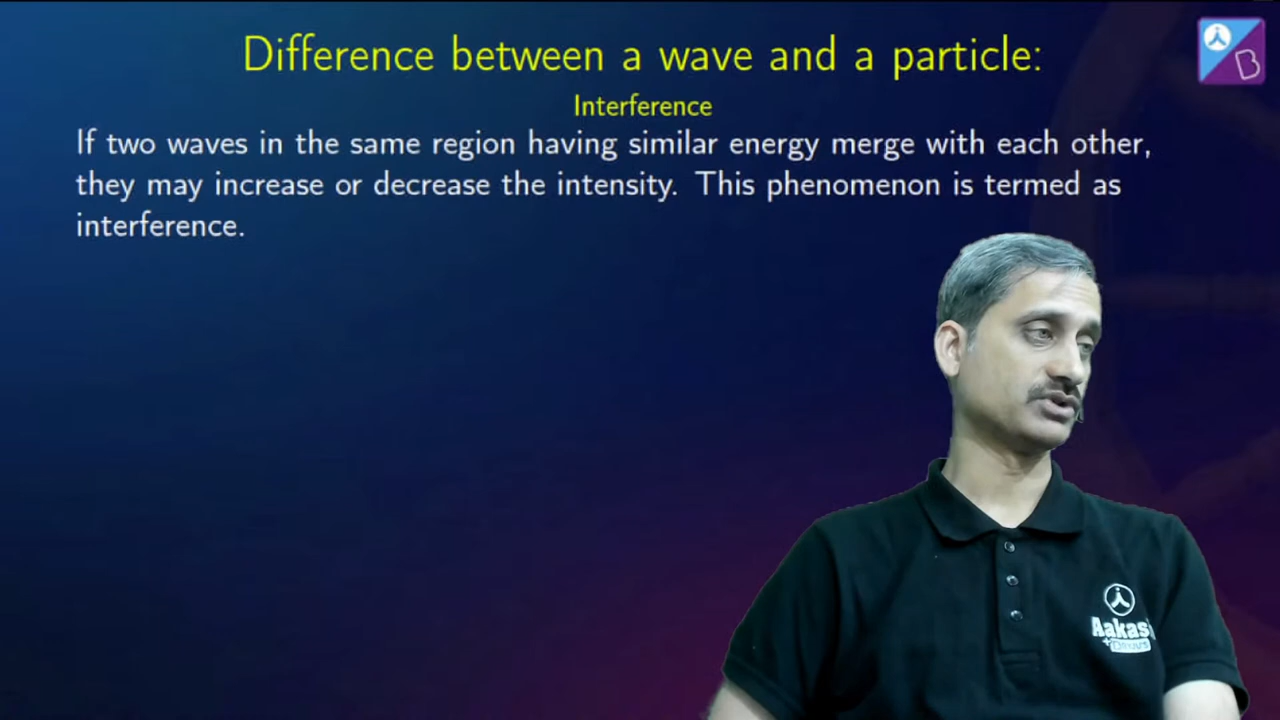 Difference between a wave and a particle:
Interference
If two waves in the same region having similar energy merge with each other,
they may increase or decrease the intensity. This phenomenon is termed as
interference.
B
Aakas